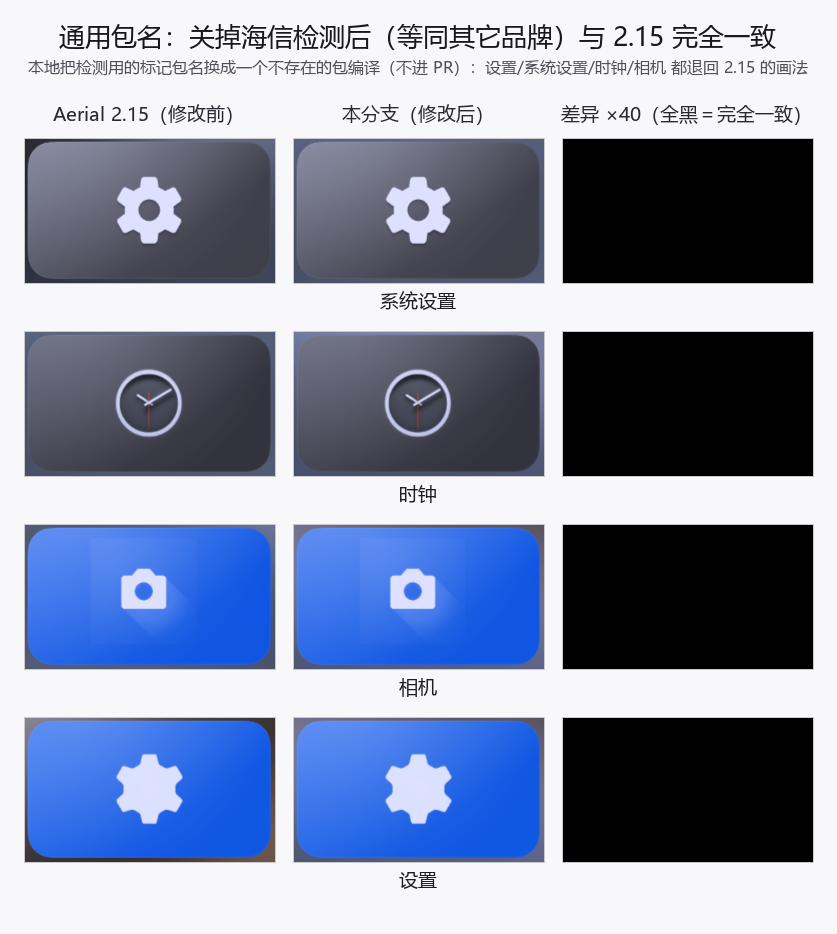 通用包名：关掉海信检测后（等同其它品牌）与 2.15 完全一致
本地把检测用的标记包名换成一个不存在的包编译（不进 PR）：设置/系统设置/时钟/相机 都退回 2.15 的画法
Aerial 2.15（修改前）
本分支（修改后）
差异 ×40（全黑＝完全一致）
系统设置
时钟
相机
设置